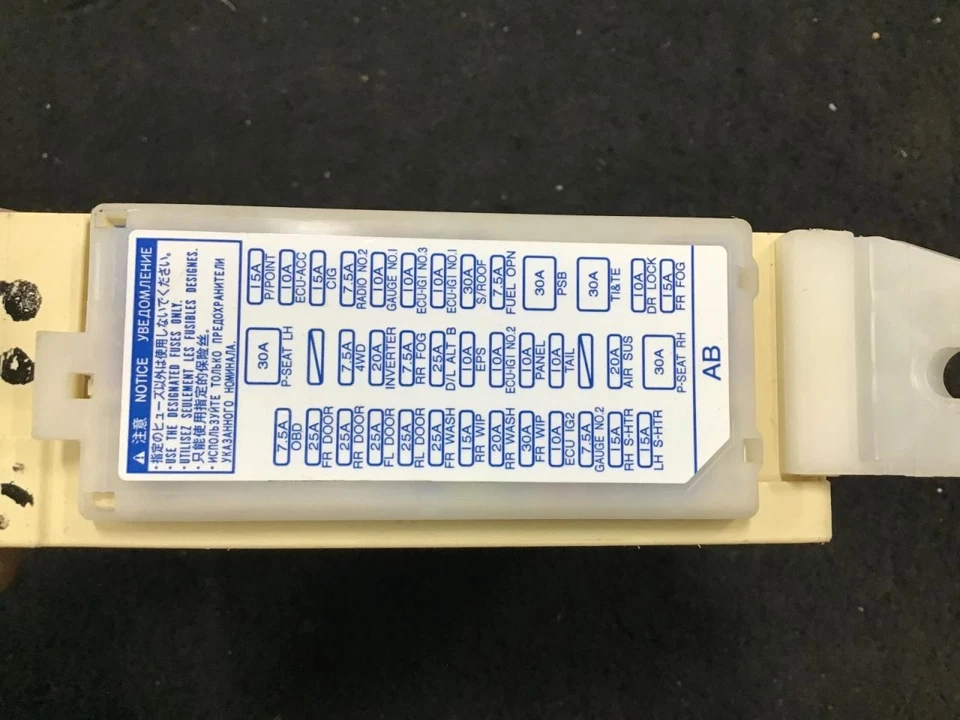 ⚠ 注意 NOTICE УВЕДОМЛЕНИЕ
・指定のヒューズ以外は使用しないでください。
・USE THE DESIGNATED FUSES ONLY.
・UTILISEZ SEULEMENT LES FUSIBLES DESIGNES.
・只能使用指定的保险丝。
・ИСПОЛЬЗУЙТЕ ТОЛЬКО ПРЕДОХРАНИТЕЛИ
УКАЗАННОГО НОМИНАЛА.
15A
P/POINT
10A
ECU-ACC
15A
CIG
7.5A
RADIO NO.2
10A
GAUGE NO.1
10A
ECU-IG1 NO.3
10A
ECU-IG1 NO.1
30A
S/ROOF
7.5A
FUEL OPN
30A
PSB
30A
TI&TE
10A
DR LOCK
15A
FR FOG
30A
P-SEAT LH
7.5A
4WD
20A
INVERTER
7.5A
RR FOG
25A
D/L ALT B
10A
EPS
10A
ECU-IG1 NO.2
10A
PANEL
10A
TAIL
20A
AIR SUS
30A
P-SEAT RH
7.5A
OBD
25A
FR DOOR
25A
RR DOOR
25A
FL DOOR
25A
RL DOOR
25A
FR WASH
15A
RR WIP
20A
RR WASH
30A
FR WIP
10A
ECU IG2
7.5A
GAUGE NO.2
15A
RH S-HTR
15A
LH S-HTR
AB